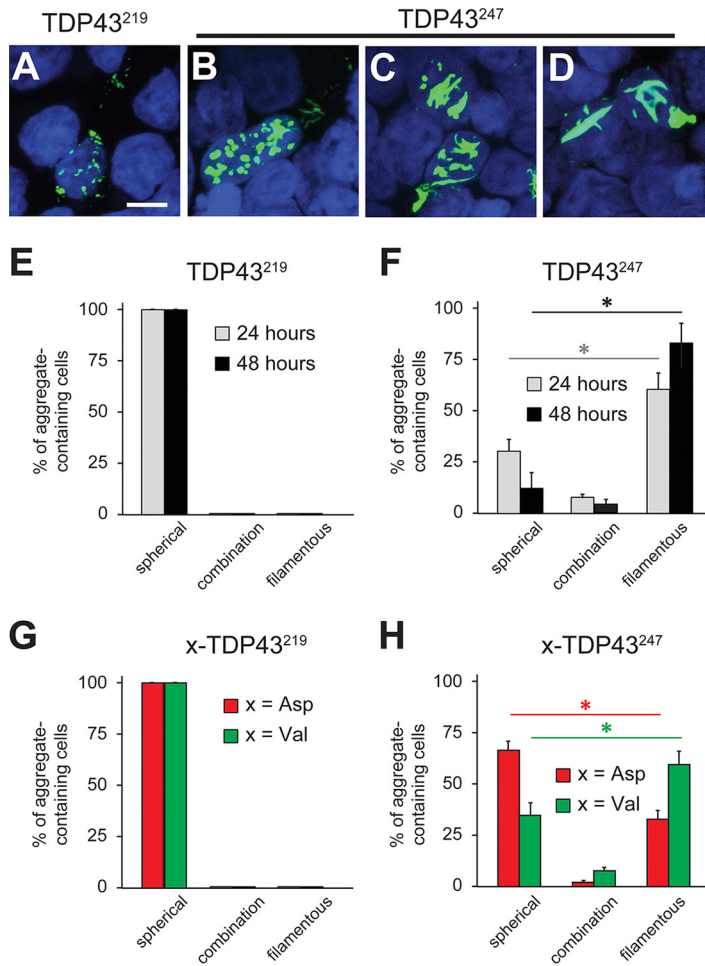 TDP43²¹⁹ TDP43²⁴⁷
A B C D
E TDP43²¹⁹
% of aggregate-
containing cells
100
75
50
25
0
24 hours
48 hours
spherical
combination
filamentous
F TDP43²⁴⁷
% of aggregate-
containing cells
100
75
50
25
0
*
*
24 hours
48 hours
spherical
combination
filamentous
G x-TDP43²¹⁹
% of aggregate-
containing cells
100
75
50
25
0
x = Asp
x = Val
spherical
combination
filamentous
H x-TDP43²⁴⁷
% of aggregate-
containing cells
100
75
50
25
0
*
*
x = Asp
x = Val
spherical
combination
filamentous